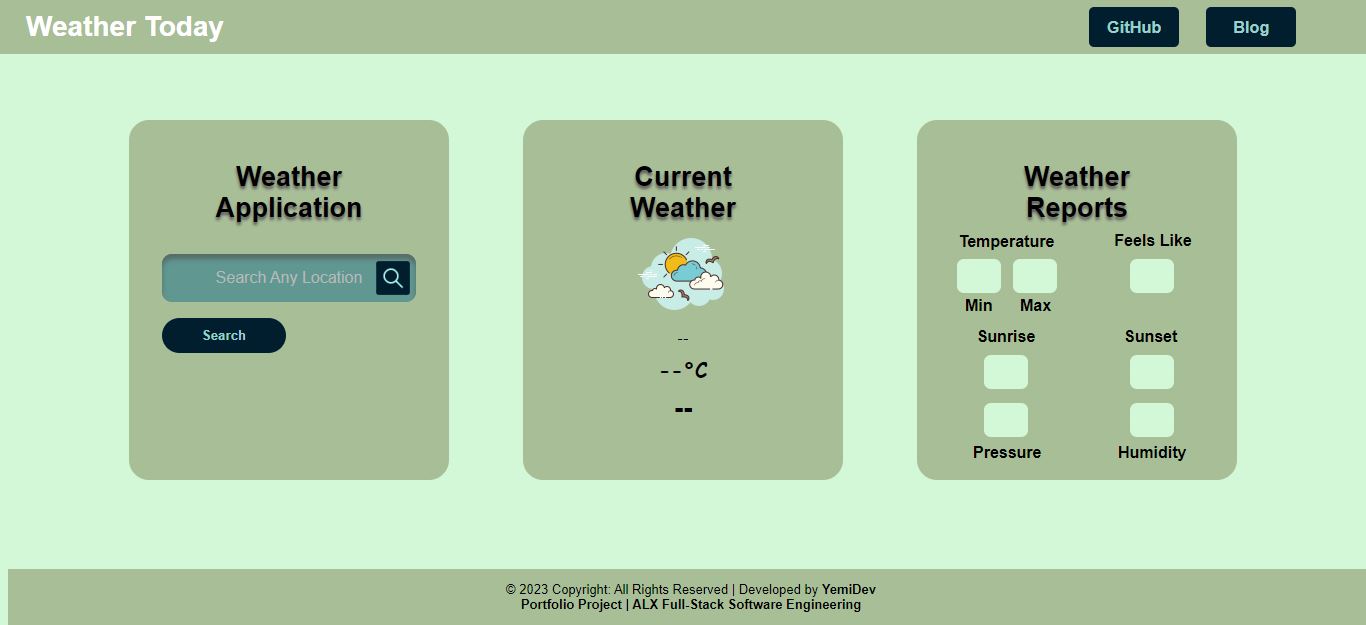 Weather Today
GitHub
Blog
Weather
Application
Search Any Location
Search
Current
Weather
--
--°C
--
Weather
Reports
Temperature
Feels Like
Min
Max
Sunrise
Sunset
Pressure
Humidity
© 2023 Copyright: All Rights Reserved | Developed by YemiDev
Portfolio Project | ALX Full-Stack Software Engineering